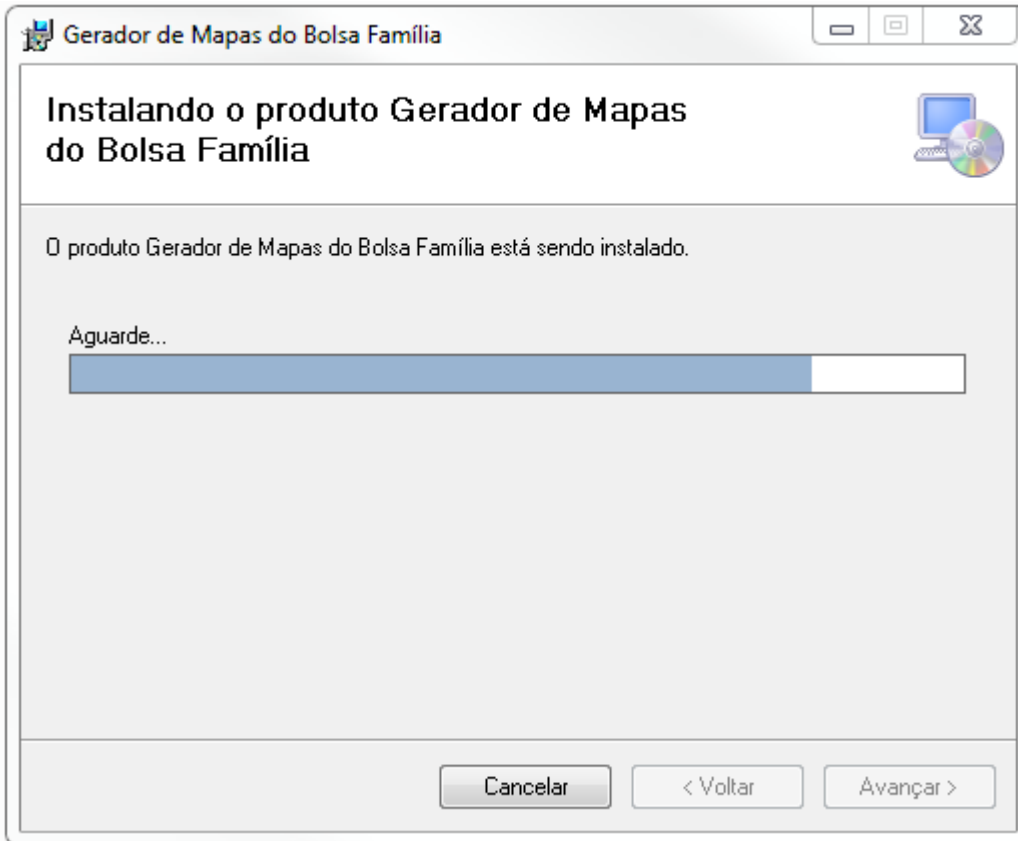 Gerador de Mapas do Bolsa Família
Instalando o produto Gerador de Mapas
do Bolsa Família
O produto Gerador de Mapas do Bolsa Família está sendo instalado.
Aguarde...
Cancelar
< Voltar
Avançar >